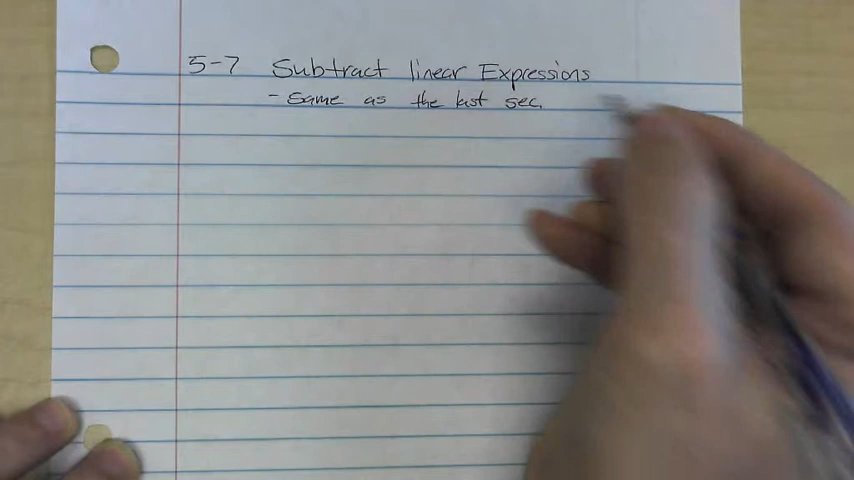 5-7 Subtract linear Expressions
- same as the last sec.